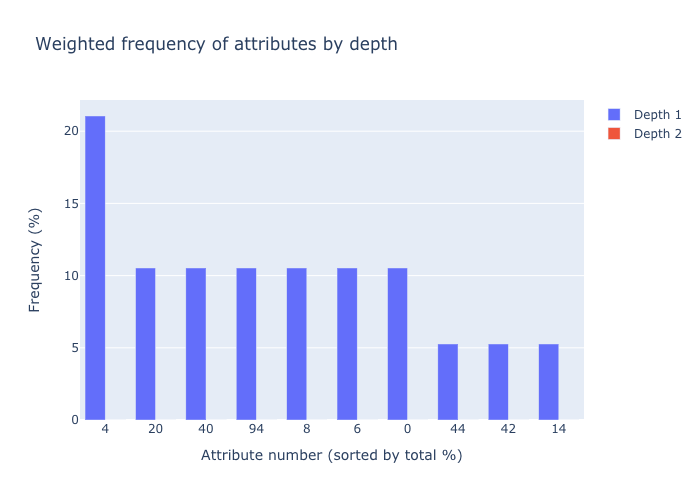 Weighted frequency of attributes by depth
Depth 1
Depth 2
Frequency (%)
20
15
10
5
0
4 20 40 94 8 6 0 44 42 14
Attribute number (sorted by total %)